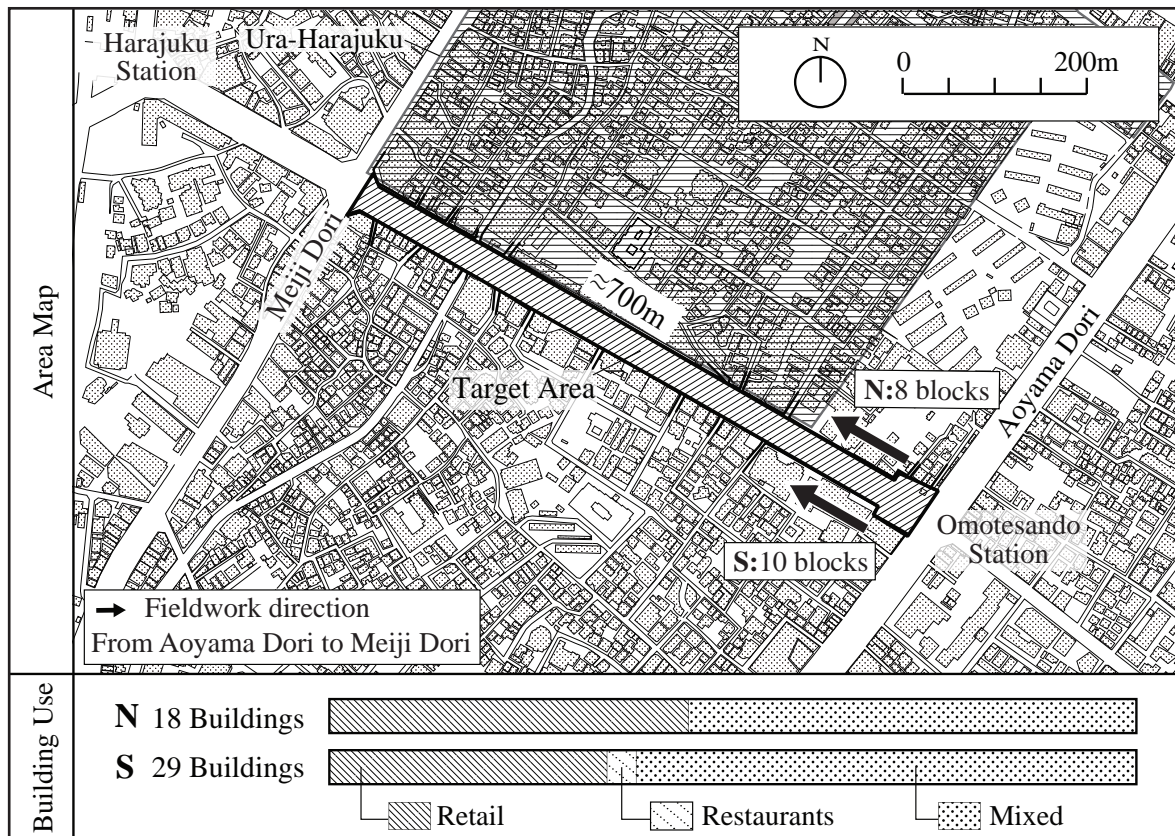 Area Map
Harajuku
Station
Ura-Harajuku
N
0
200m
Meiji Dori
~700m
Target Area
N:8 blocks
Aoyama Dori
S:10 blocks
Omotesando
Station
Fieldwork direction
From Aoyama Dori to Meiji Dori
Building Use
N 18 Buildings
S 29 Buildings
Retail
Restaurants
Mixed